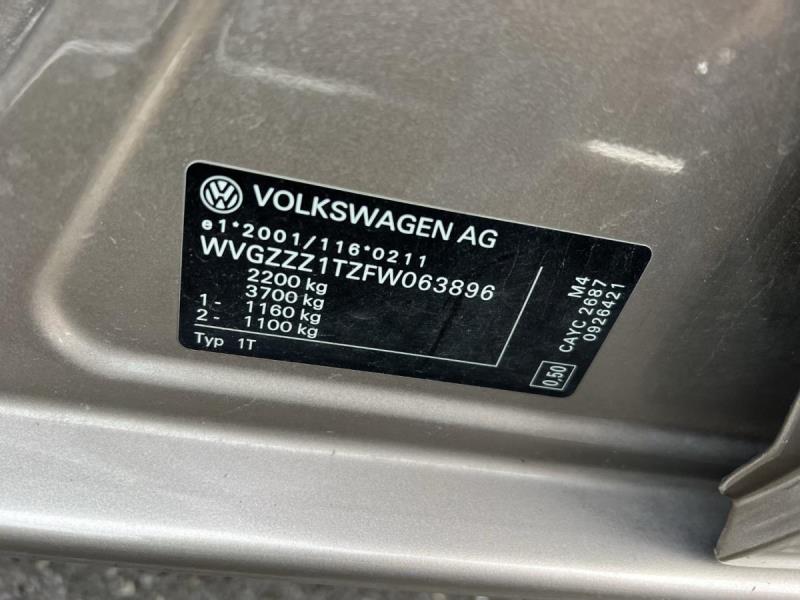 VOLKSWAGEN AG
e1*2001/116*0211
WVGZZZ1TZFW063896
2200 kg
3700 kg
1- 1160 kg
2- 1100 kg
Typ 1T
0.50
M4
CAYC 2687
0926421